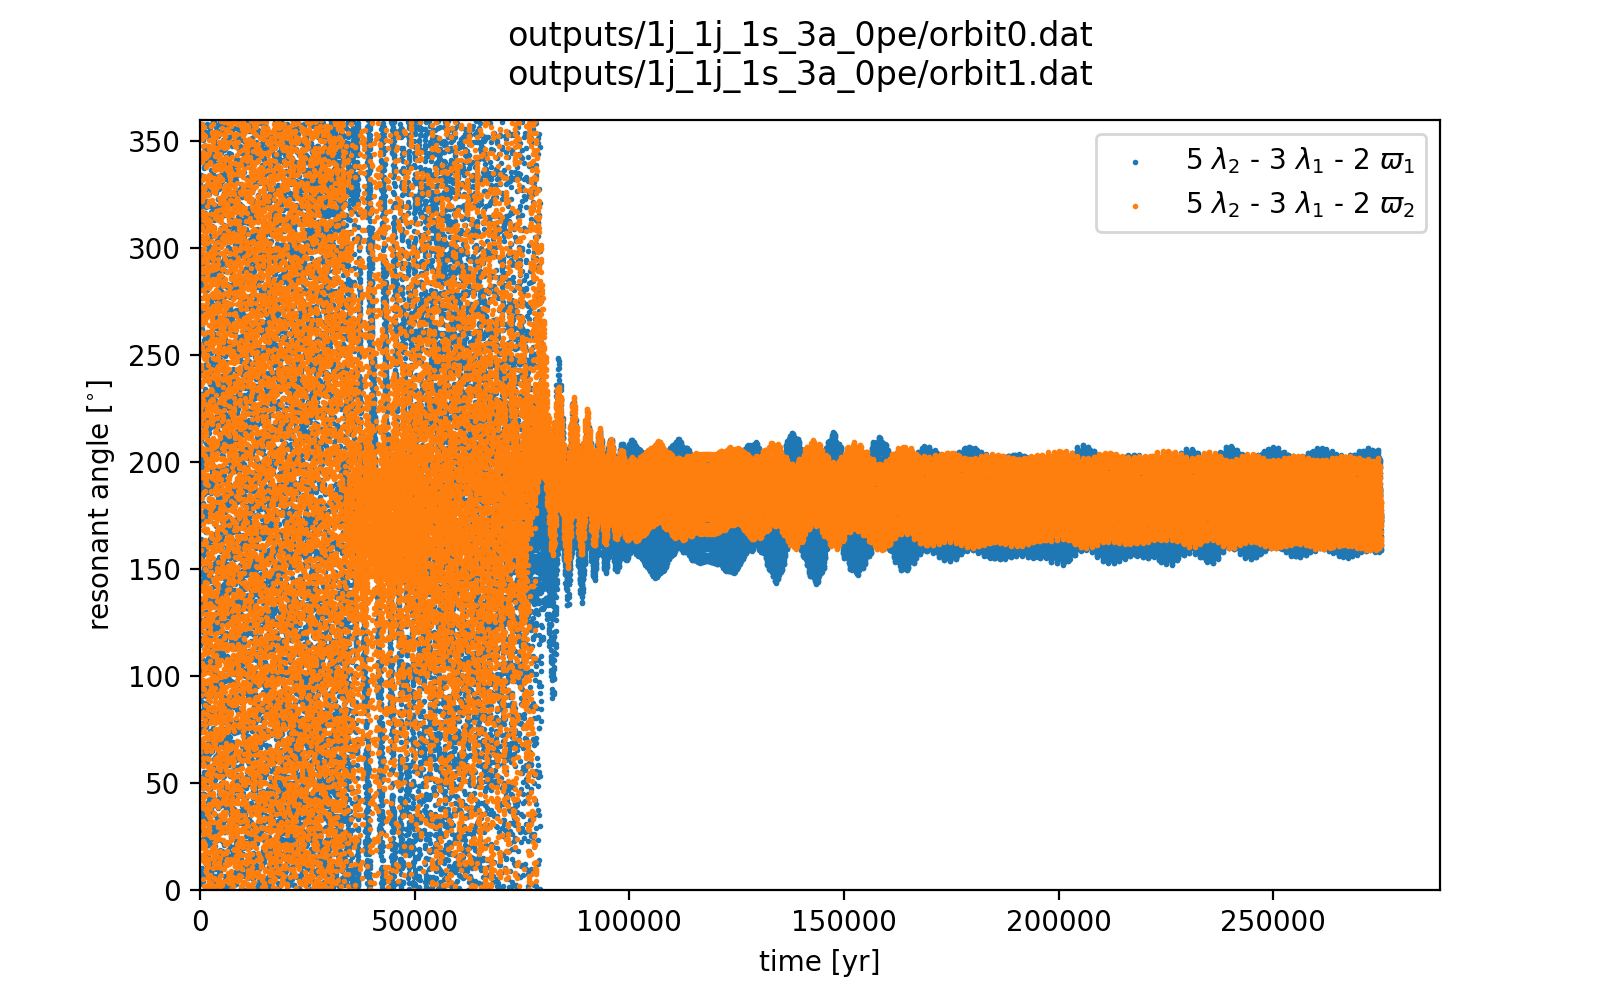 outputs/1j_1j_1s_3a_0pe/orbit0.dat
outputs/1j_1j_1s_3a_0pe/orbit1.dat
5 λ₂ - 3 λ₁ - 2 ϖ₁
5 λ₂ - 3 λ₁ - 2 ϖ₂
resonant angle [°]
350
300
250
200
150
100
50
0
0 50000 100000 150000 200000 250000
time [yr]